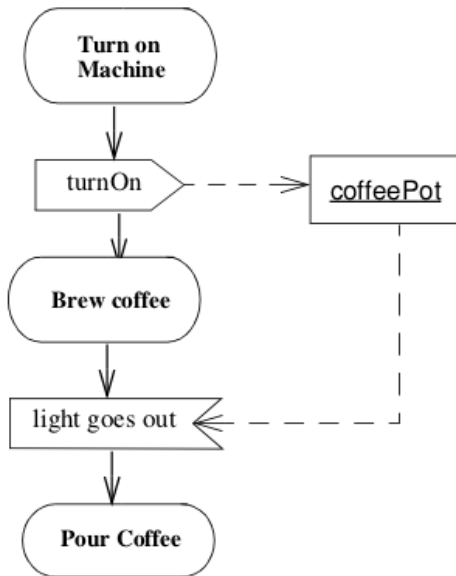 Turn on
Machine
turnOn
coffeePot
Brew coffee
light goes out
Pour Coffee